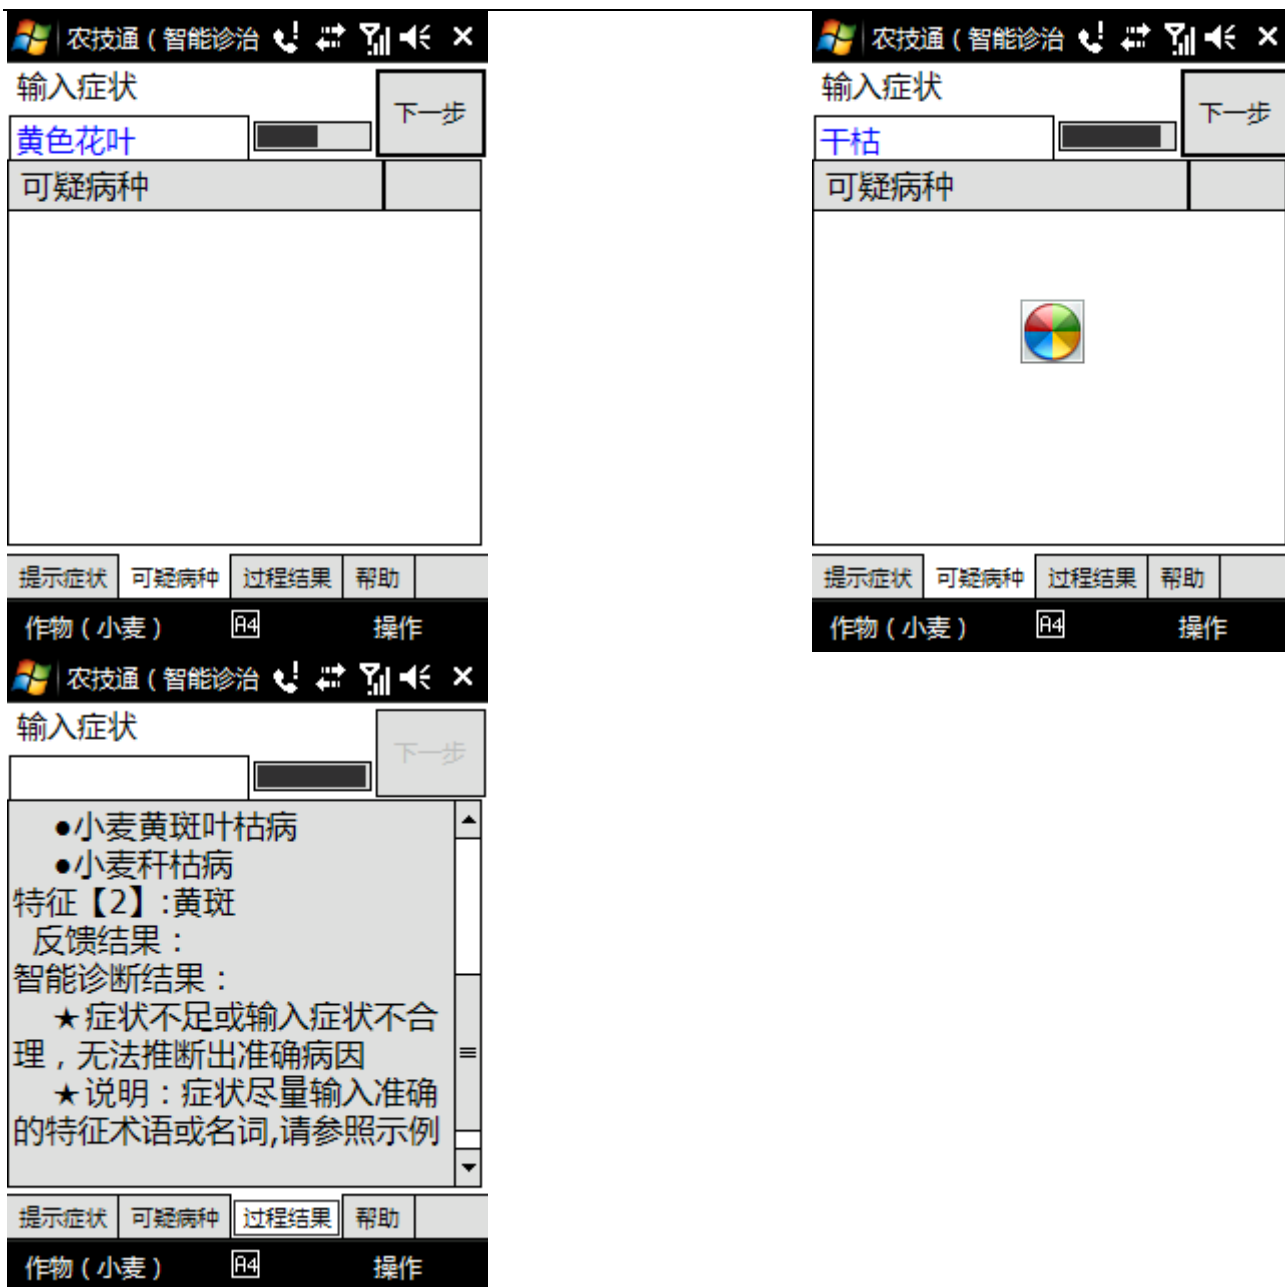 农技通（智能诊治
输入症状
下一步
黄色花叶
可疑病种
提示症状 可疑病种 过程结果 帮助
作物（小麦） A4 操作
农技通（智能诊治
输入症状
下一步
干枯
可疑病种
提示症状 可疑病种 过程结果 帮助
作物（小麦） A4 操作
农技通（智能诊治
输入症状
下一步
●小麦黄斑叶枯病
●小麦秆枯病
特征【2】:黄斑
反馈结果：
智能诊断结果：
★症状不足或输入症状不合
理，无法推断出准确病因
★说明：症状尽量输入准确
的特征术语或名词,请参照示例
提示症状 可疑病种 过程结果 帮助
作物（小麦） A4 操作